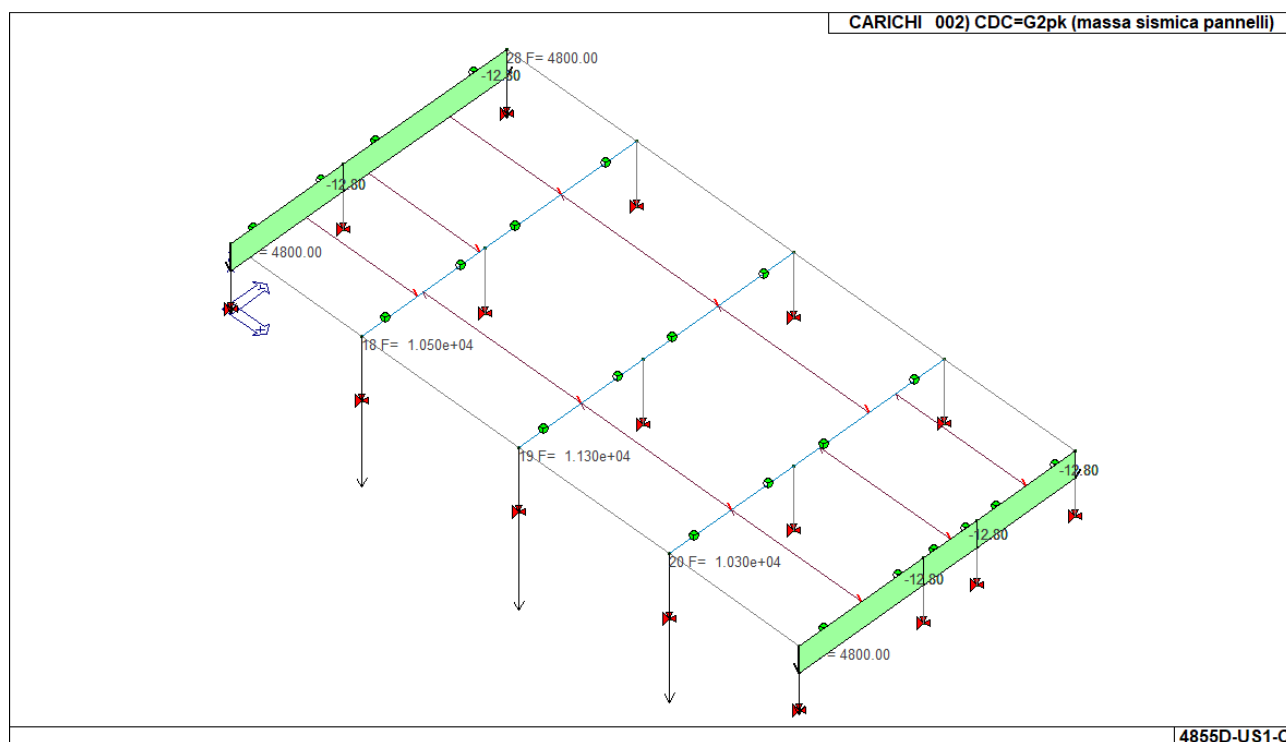 CARICHI 002) CDC=G2pk (massa sismica pannelli)
28 F= 4800.00
-12.80
-12.80
= 4800.00
18 F= 1.050e+04
19 F= 1.130e+04
-12.80
-12.80
20 F= 1.030e+04
-12.80
= 4800.00
4855D-US1-C